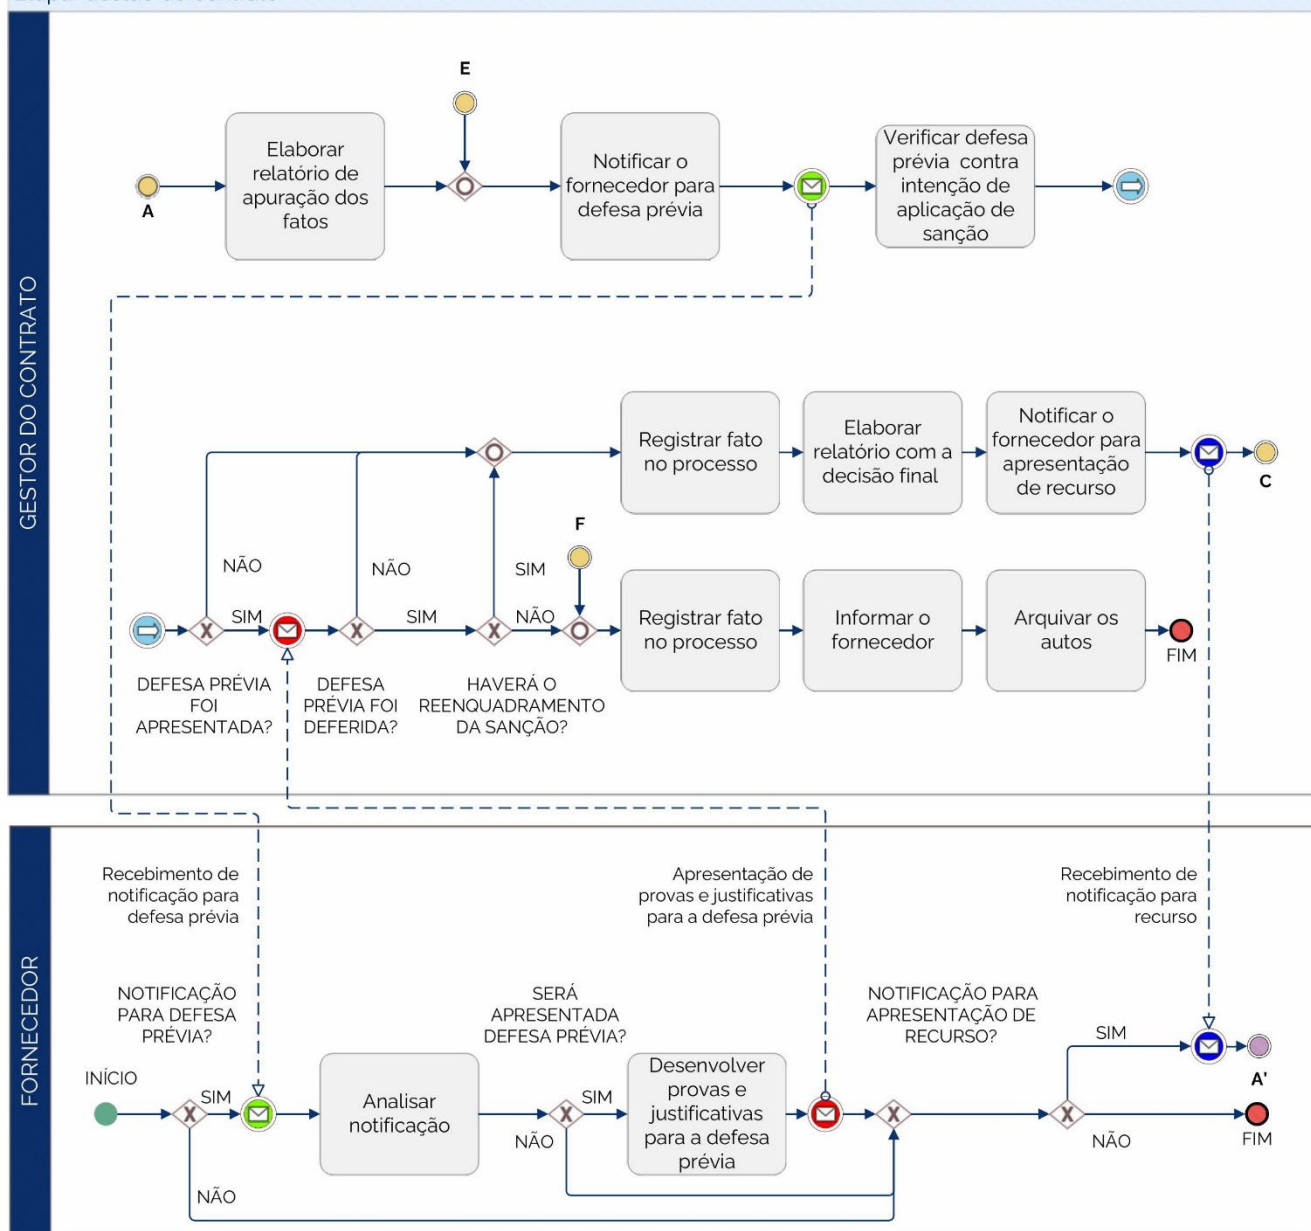 GESTOR DO CONTRATO
E
A
Elaborar
relatório de
apuração dos
fatos
Notificar o
fornecedor para
defesa prévia
Verificar defesa
prévia contra
intenção de
aplicação de
sanção
NÃO
SIM
NÃO
SIM
SIM
NÃO
F
Registrar fato
no processo
Elaborar
relatório com a
decisão final
Notificar o
fornecedor para
apresentação
de recurso
C
Registrar fato
no processo
Informar o
fornecedor
Arquivar os
autos
FIM
DEFESA PRÉVIA
FOI
APRESENTADA?
DEFESA
PRÉVIA FOI
DEFERIDA?
HAVERÁ O
REENQUADRAMENTO
DA SANÇÃO?
FORNECEDOR
Recebimento de
notificação para
defesa prévia
Apresentação de
provas e justificativas
para a defesa prévia
Recebimento de
notificação para
recurso
NOTIFICAÇÃO
PARA DEFESA
PRÉVIA?
SERÁ
APRESENTADA
DEFESA PRÉVIA?
NOTIFICAÇÃO PARA
APRESENTAÇÃO DE
RECURSO?
INÍCIO
SIM
NÃO
Analisar
notificação
SIM
NÃO
Desenvolver
provas e
justificativas
para a defesa
prévia
SIM
NÃO
A'
FIM